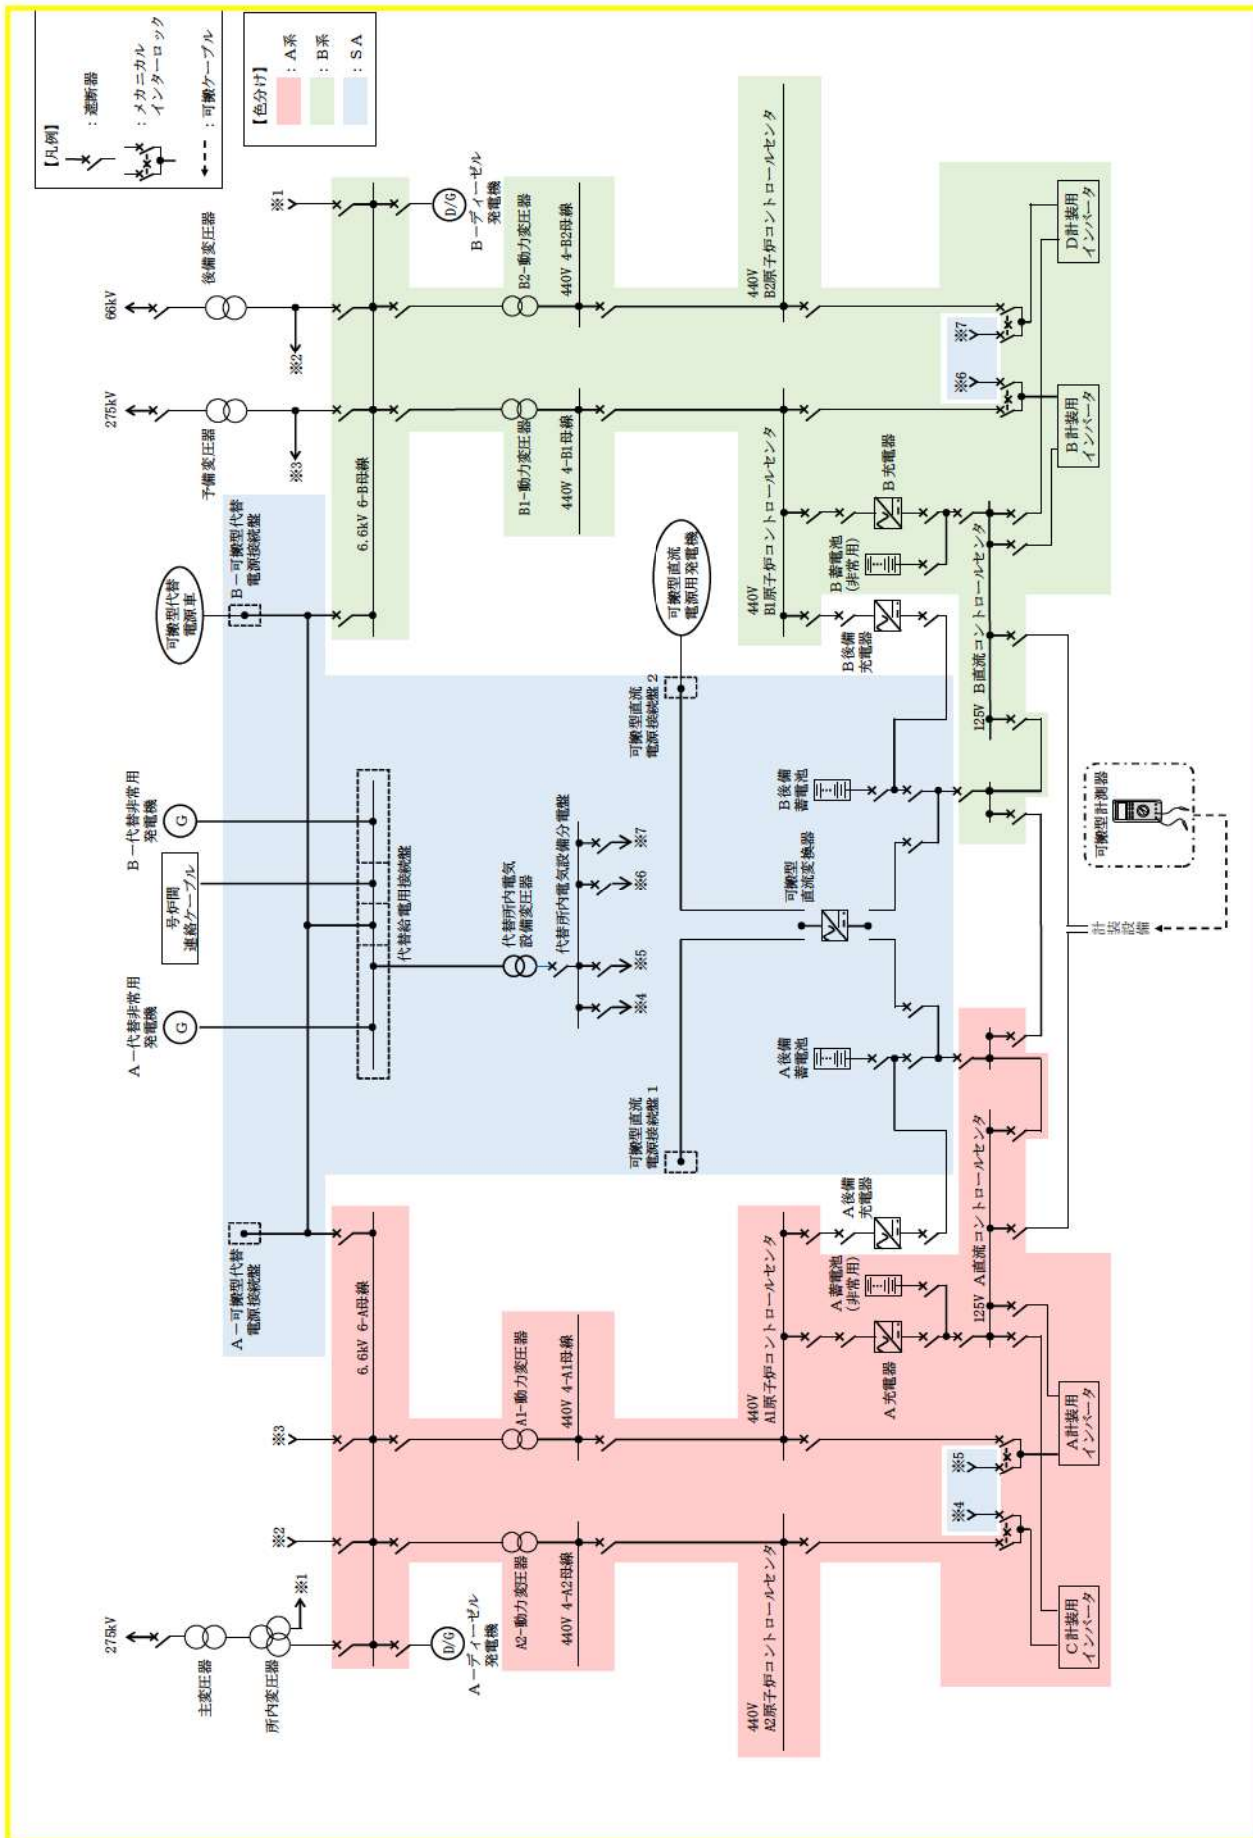 【凡例】
：遮断器
：メカニカル
インターロック
：可搬ケーブル
【色分け】
：A系
：B系
：SA
275kV
主変圧器
所内変圧器
※1
※2
※3
A－可搬型代替
電源接続盤
A－代替非常用
発電機
G
号炉間
連絡ケーブル
B－代替非常用
発電機
G
可搬型代替
電源車
B－可搬型代替
電源接続盤
275kV
予備変圧器
※3
66kV
後備変圧器
※2
※1
6.6kV 6-A母線
代替給電用接続盤
6.6kV 6-B母線
D/G
A－ディーゼル
発電機
D/G
B－ディーゼル
発電機
A2-動力変圧器
A1-動力変圧器
代替所内電気
設備変圧器
代替所内電気設備分電盤
B1-動力変圧器
B2-動力変圧器
440V 4-A2母線
440V 4-A1母線
440V 4-B1母線
440V 4-B2母線
※4
※5
※6
※7
可搬型直流
電源接続盤 1
可搬型直流
電源接続盤 2
可搬型直流
電源用発電機
440V
A2原子炉コントロールセンタ
440V
A1原子炉コントロールセンタ
440V
B1原子炉コントロールセンタ
440V
B2原子炉コントロールセンタ
A充電器
A蓄電池
(非常用)
A後備
充電器
A後備
蓄電池
可搬型
直流変換器
B後備
蓄電池
B後備
充電器
B蓄電池
(非常用)
B充電器
※4
※5
※6
※7
125V A直流コントロールセンタ
125V B直流コントロールセンタ
C計装用
インバータ
A計装用
インバータ
B計装用
インバータ
D計装用
インバータ
計装設備
可搬型計測器